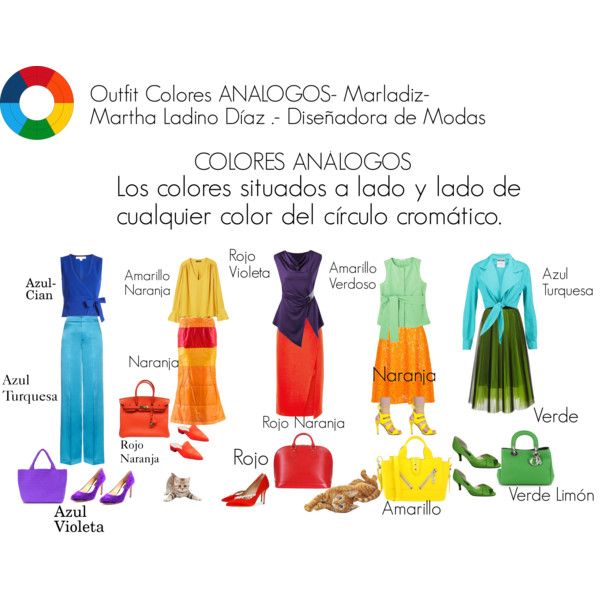 Outfit Colores ANALOGOS- Marladiz-
Martha Ladino Díaz .- Diseñadora de Modas
COLORES ANÁLOGOS
Los colores situados a lado y lado de
cualquier color del círculo cromático.
Azul-
Cian
Amarillo
Naranja
Rojo
Violeta
Amarillo
Verdoso
Azul
Turquesa
Azul
Turquesa
Naranja
Naranja
Rojo
Naranja
Rojo Naranja
Verde
Rojo
Azul
Violeta
Amarillo
Verde Limón